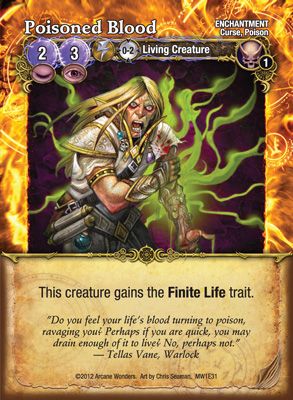 Poisoned Blood
ENCHANTMENT
Curse, Poison
2 3 0-2 Living Creature 1
This creature gains the Finite Life trait.
"Do you feel your life's blood turning to poison,
ravaging you? Perhaps if you are quick, you may
drain enough of it to live? No, perhaps not."
— Tellas Vane, Warlock
©2012 Arcane Wonders. Art by Chris Seaman. MW1E31